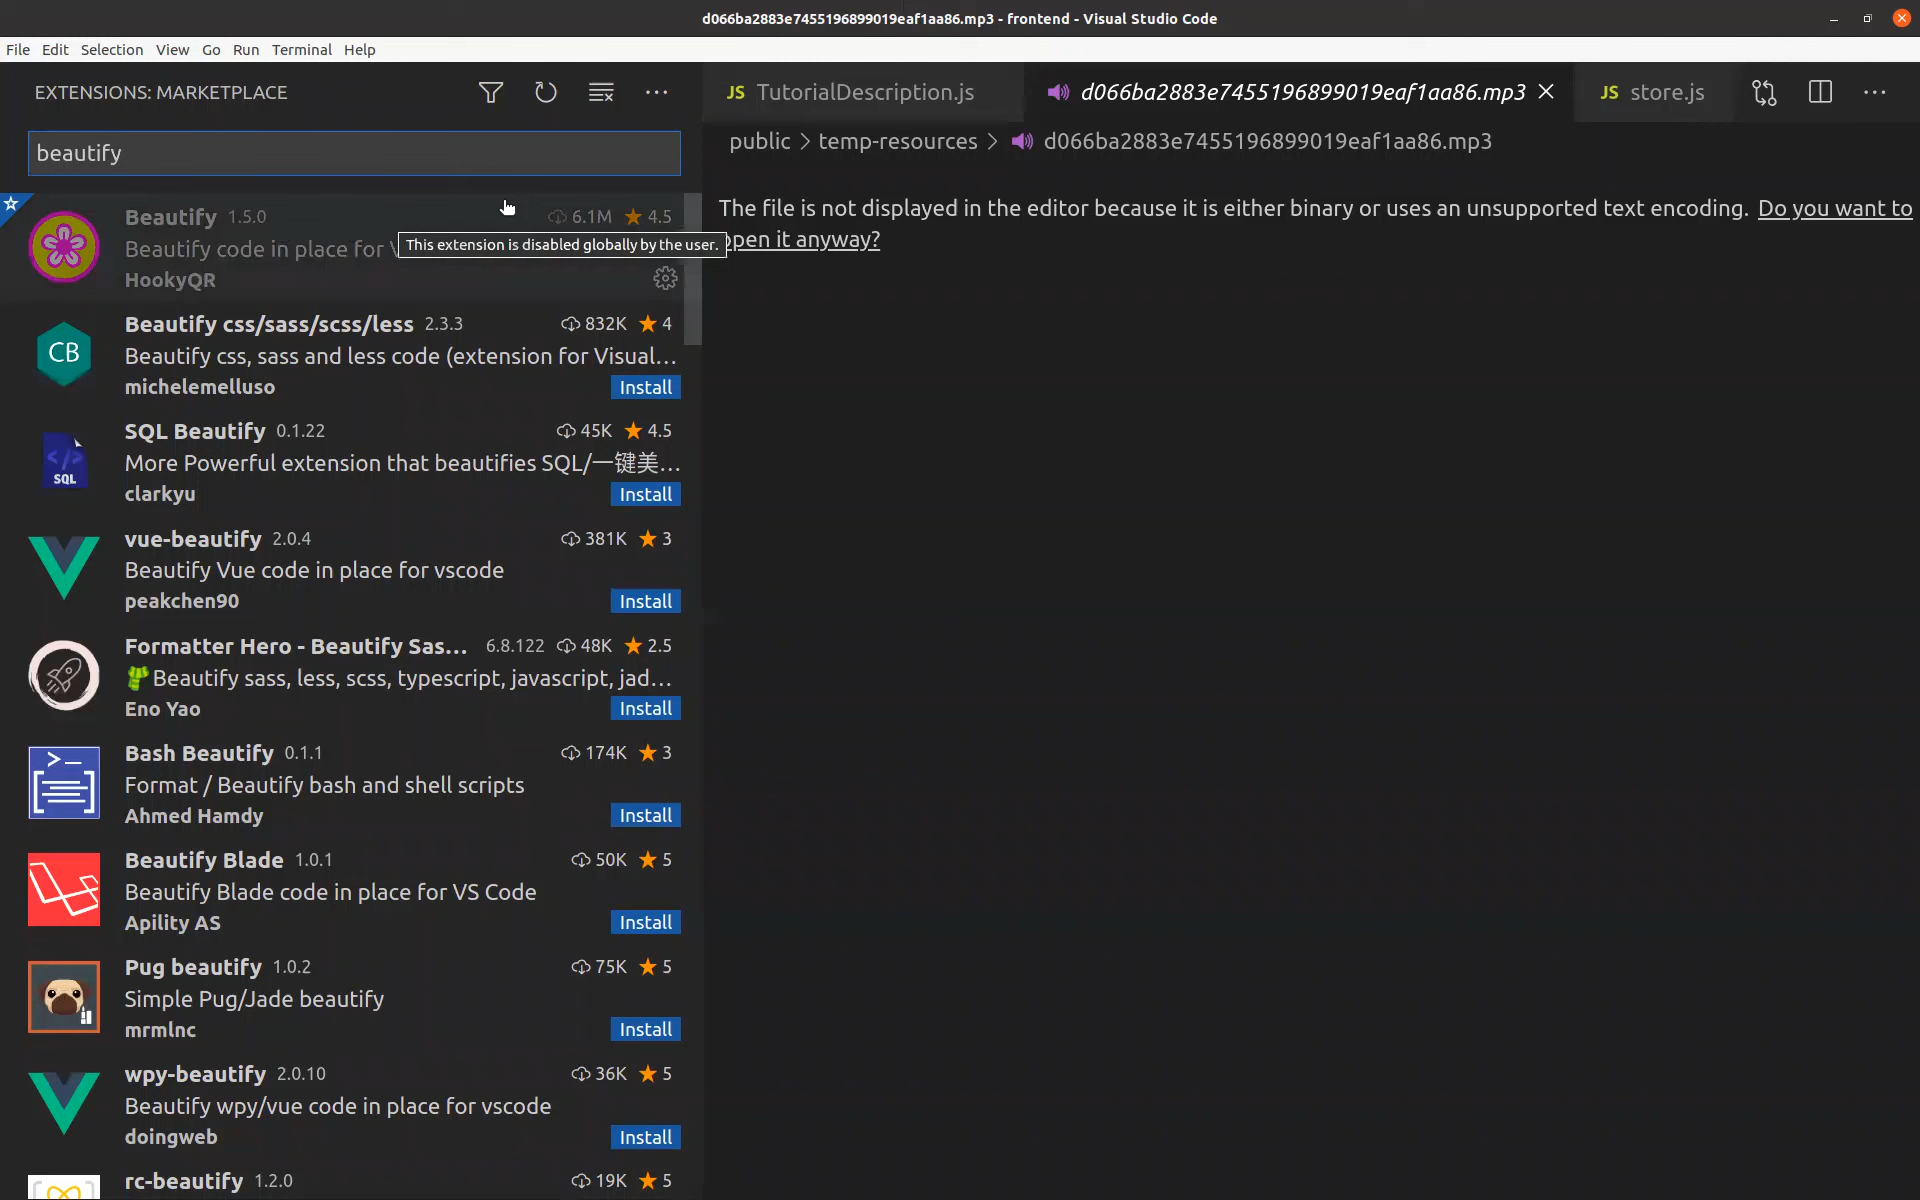 d066ba2883e7455196899019eaf1aa86.mp3 - frontend - Visual Studio Code
File Edit Selection View Go Run Terminal Help
EXTENSIONS: MARKETPLACE
beautify
Beautify 1.5.0 6.1M 4.5
Beautify code in place for V
HookyQR
This extension is disabled globally by the user.
Beautify css/sass/scss/less 2.3.3 832K 4
Beautify css, sass and less code (extension for Visual...
michelemelluso Install
CB
SQL Beautify 0.1.22 45K 4.5
More Powerful extension that beautifies SQL/一键美...
clarkyu Install
</> SQL
vue-beautify 2.0.4 381K 3
Beautify Vue code in place for vscode
peakchen90 Install
Formatter Hero - Beautify Sas... 6.8.122 48K 2.5
Beautify sass, less, scss, typescript, javascript, jad...
Eno Yao Install
Bash Beautify 0.1.1 174K 3
Format / Beautify bash and shell scripts
Ahmed Hamdy Install
Beautify Blade 1.0.1 50K 5
Beautify Blade code in place for VS Code
Apility AS Install
Pug beautify 1.0.2 75K 5
Simple Pug/Jade beautify
mrmlnc Install
wpy-beautify 2.0.10 36K 5
Beautify wpy/vue code in place for vscode
doingweb Install
rc-beautify 1.2.0 19K 5
JS TutorialDescription.js d066ba2883e7455196899019eaf1aa86.mp3 JS store.js
public > temp-resources > d066ba2883e7455196899019eaf1aa86.mp3
The file is not displayed in the editor because it is either binary or uses an unsupported text encoding. Do you want to
open it anyway?